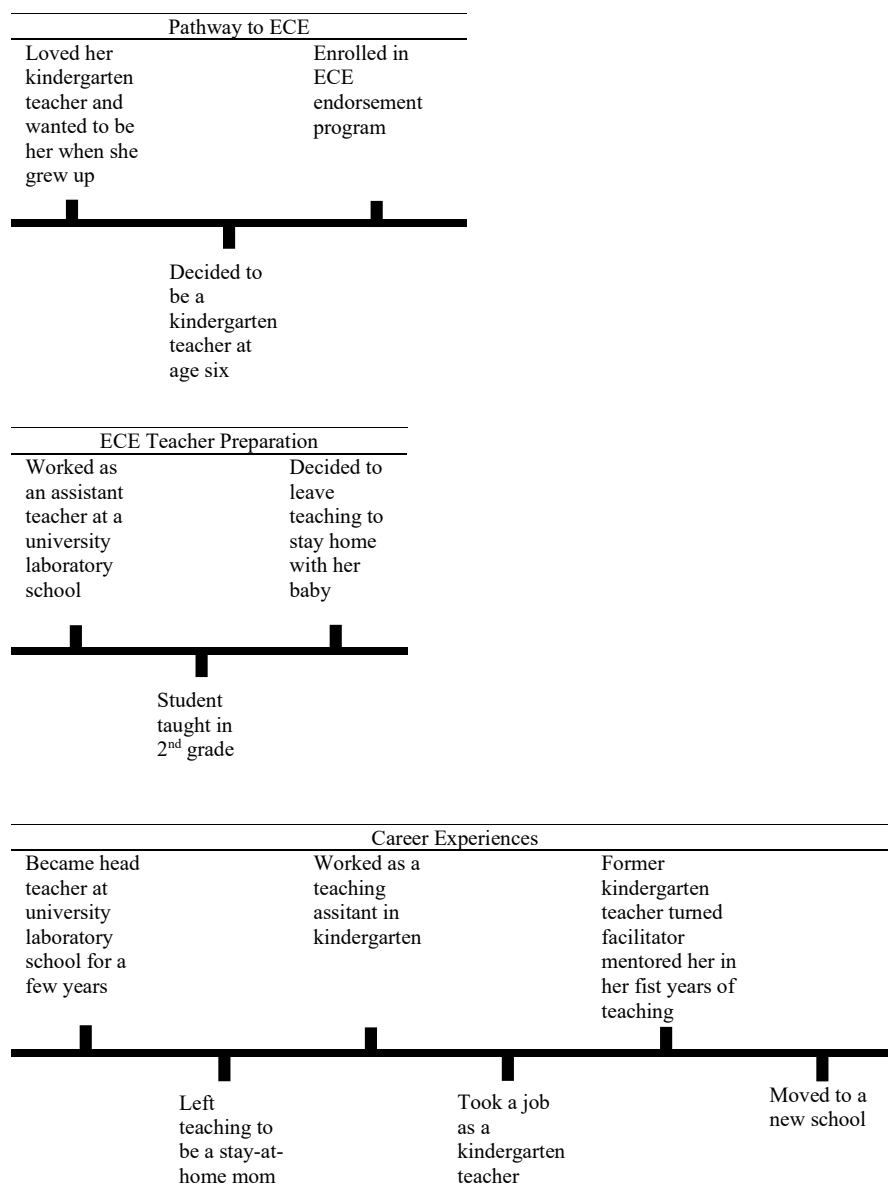 Pathway to ECE
Loved her
kindergarten
teacher and
wanted to be
her when she
grew up
Enrolled in
ECE
endorsement
program
Decided to
be a
kindergarten
teacher at
age six
ECE Teacher Preparation
Worked as
an assistant
teacher at a
university
laboratory
school
Decided to
leave
teaching to
stay home
with her
baby
Student
taught in
2nd grade
Career Experiences
Became head
teacher at
university
laboratory
school for a
few years
Worked as a
teaching
assitant in
kindergarten
Former
kindergarten
teacher turned
facilitator
mentored her in
her fist years of
teaching
Left
teaching to
be a stay-at-
home mom
Took a job
as a
kindergarten
teacher
Moved to a
new school